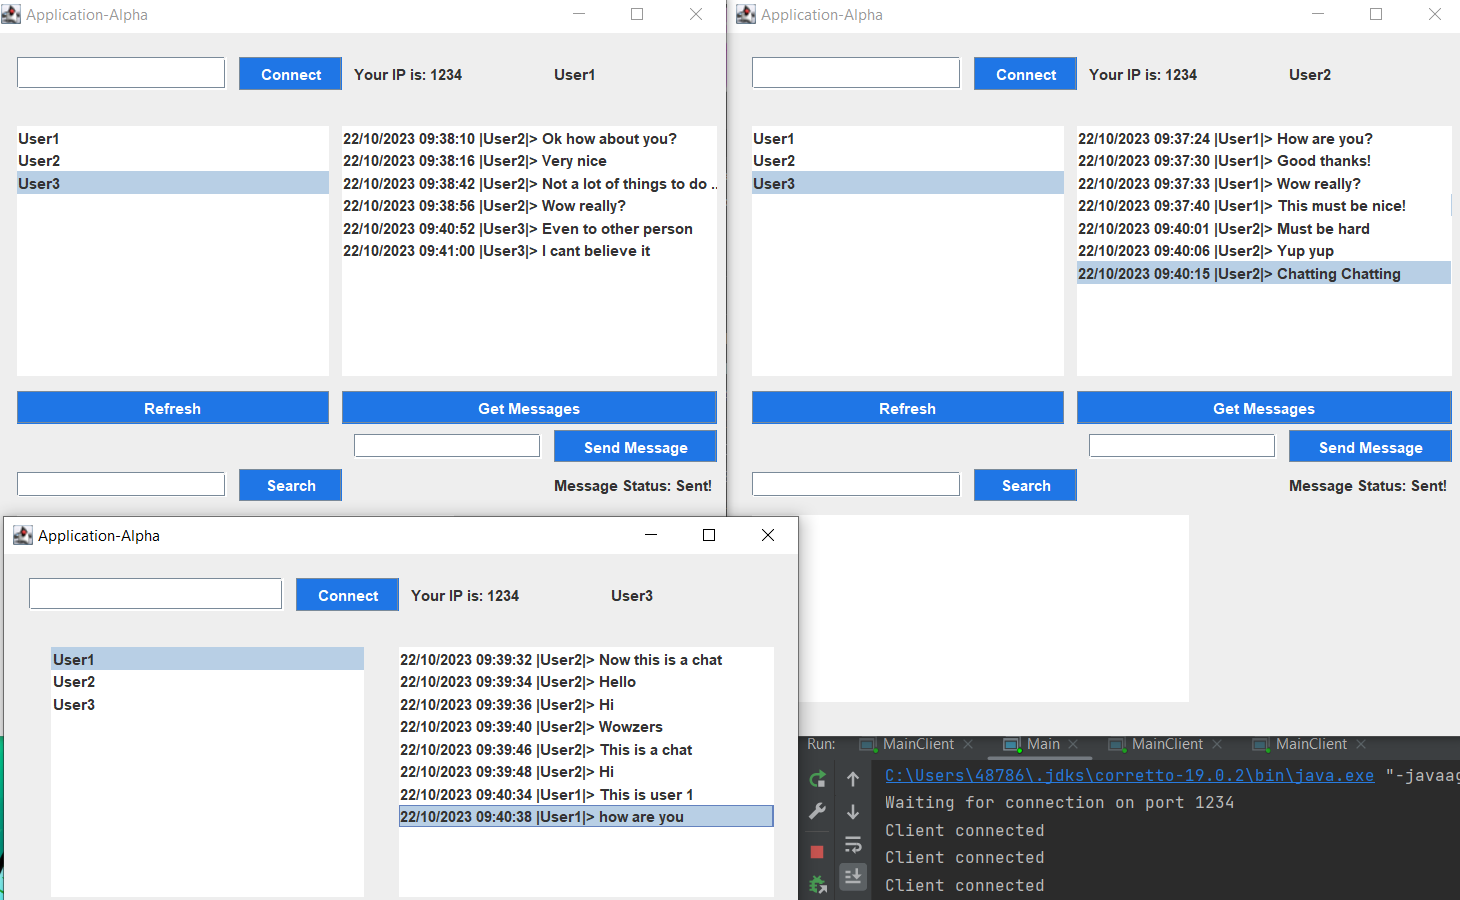 Application-Alpha
Connect
Your IP is: 1234
User1
User1
User2
User3
22/10/2023 09:38:10 |User2|> Ok how about you?
22/10/2023 09:38:16 |User2|> Very nice
22/10/2023 09:38:42 |User2|> Not a lot of things to do ..
22/10/2023 09:38:56 |User2|> Wow really?
22/10/2023 09:40:52 |User3|> Even to other person
22/10/2023 09:41:00 |User3|> I cant believe it
Refresh
Get Messages
Send Message
Search
Message Status: Sent!
Application-Alpha
Connect
Your IP is: 1234
User2
User1
User2
User3
22/10/2023 09:37:24 |User1|> How are you?
22/10/2023 09:37:30 |User1|> Good thanks!
22/10/2023 09:37:33 |User1|> Wow really?
22/10/2023 09:37:40 |User1|> This must be nice!
22/10/2023 09:40:01 |User2|> Must be hard
22/10/2023 09:40:06 |User2|> Yup yup
22/10/2023 09:40:15 |User2|> Chatting Chatting
Refresh
Get Messages
Send Message
Search
Message Status: Sent!
Application-Alpha
Connect
Your IP is: 1234
User3
User1
User2
User3
22/10/2023 09:39:32 |User2|> Now this is a chat
22/10/2023 09:39:34 |User2|> Hello
22/10/2023 09:39:36 |User2|> Hi
22/10/2023 09:39:40 |User2|> Wowzers
22/10/2023 09:39:46 |User2|> This is a chat
22/10/2023 09:39:48 |User2|> Hi
22/10/2023 09:40:34 |User1|> This is user 1
22/10/2023 09:40:38 |User1|> how are you
Run:
MainClient
Main
MainClient
MainClient
C:\Users\48786\.jdks\corretto-19.0.2\bin\java.exe "-javaag
Waiting for connection on port 1234
Client connected
Client connected
Client connected